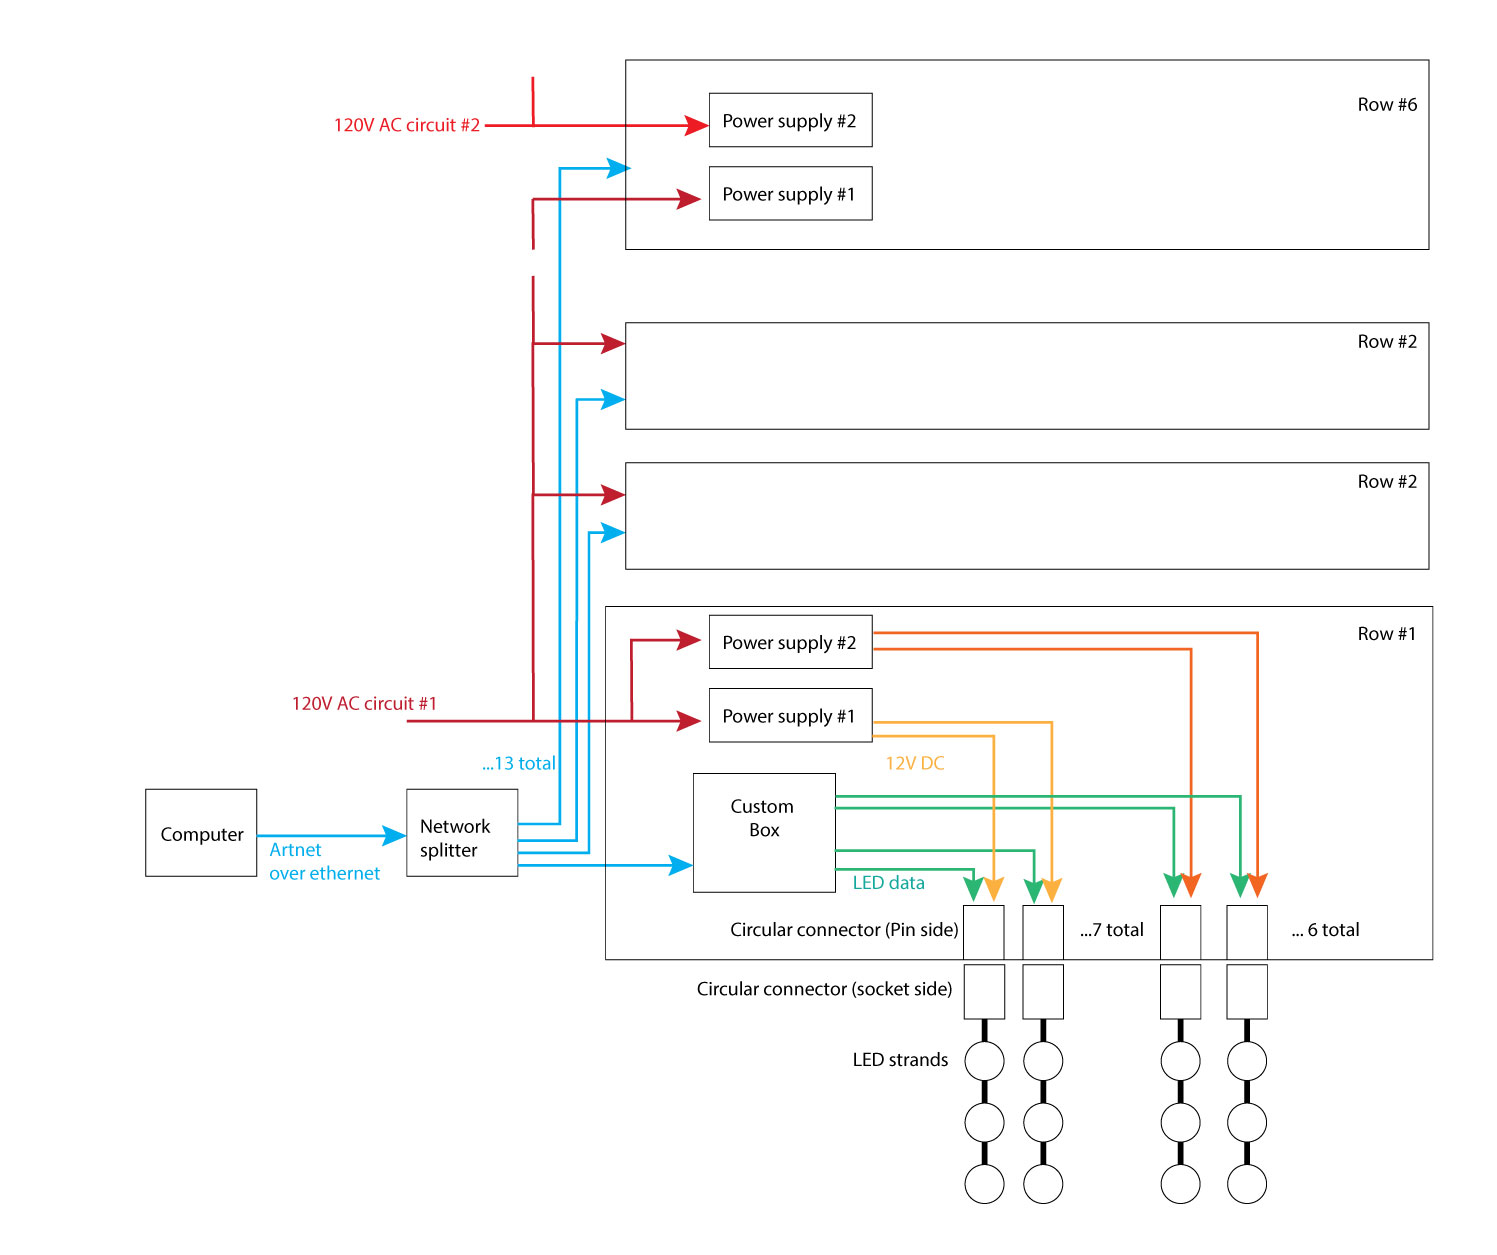 Row #6
Power supply #2
120V AC circuit #2
Power supply #1
Row #2
Row #2
Row #1
Power supply #2
120V AC circuit #1
Power supply #1
...13 total
12V DC
Custom
Box
Computer
Network
splitter
Artnet
over ethernet
LED data
Circular connector (Pin side)
...7 total
... 6 total
Circular connector (socket side)
LED strands